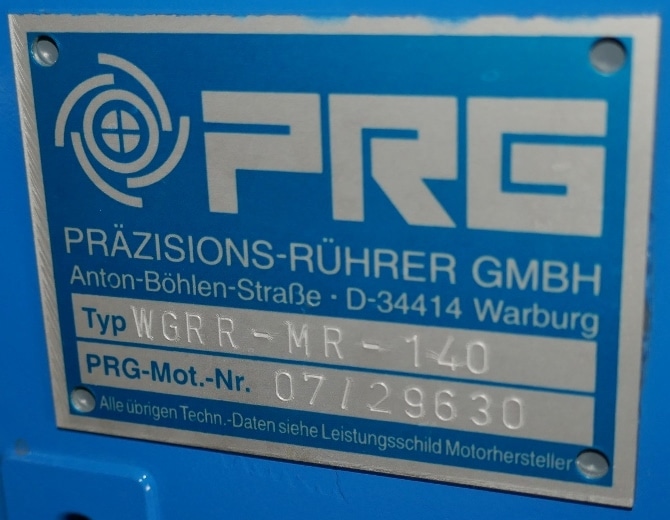 PRG
PRÄZISIONS-RÜHRER GMBH
Anton-Böhlen-Straße · D-34414 Warburg
Typ WGRR-MR-140
PRG-Mot.-Nr. 07/29630
Alle übrigen Techn.-Daten siehe Leistungsschild Motorhersteller